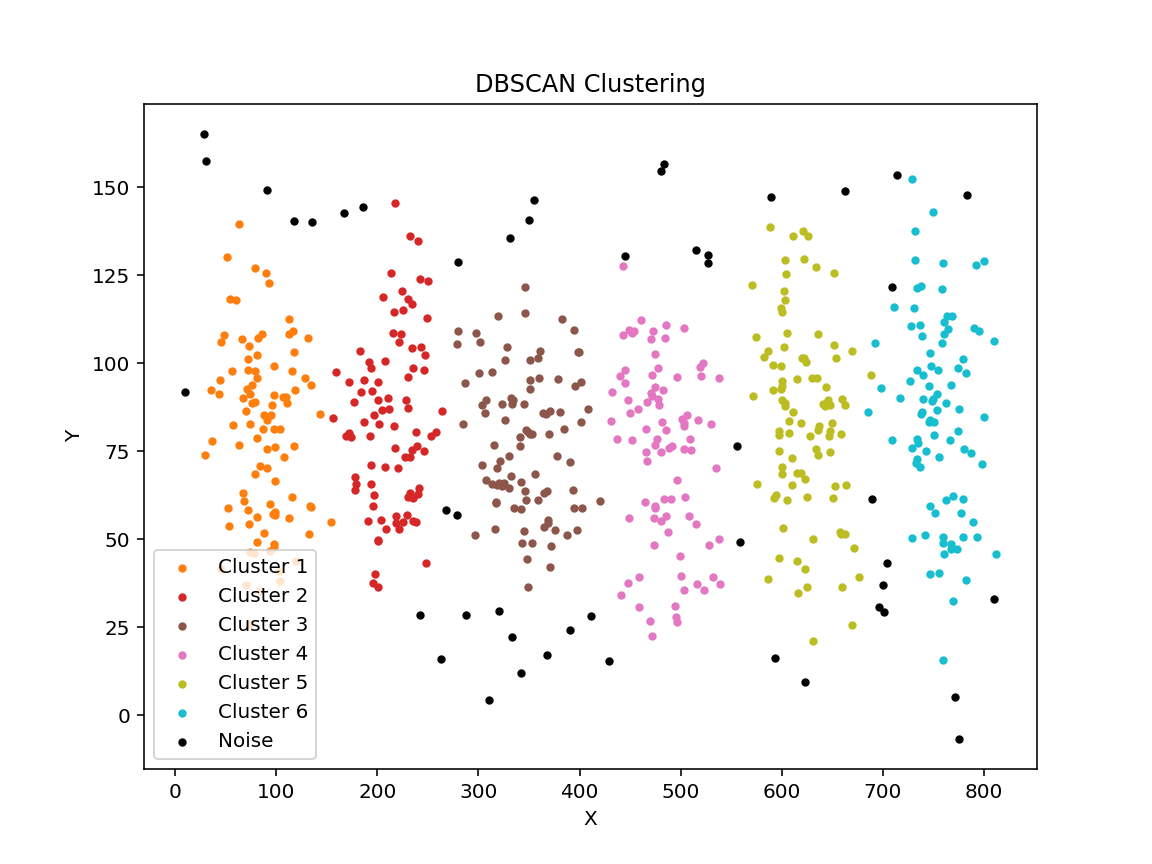 DBSCAN Clustering
150
125
100
75
50
25
0
Y
Cluster 1
Cluster 2
Cluster 3
Cluster 4
Cluster 5
Cluster 6
Noise
0 100 200 300 400 500 600 700 800
X